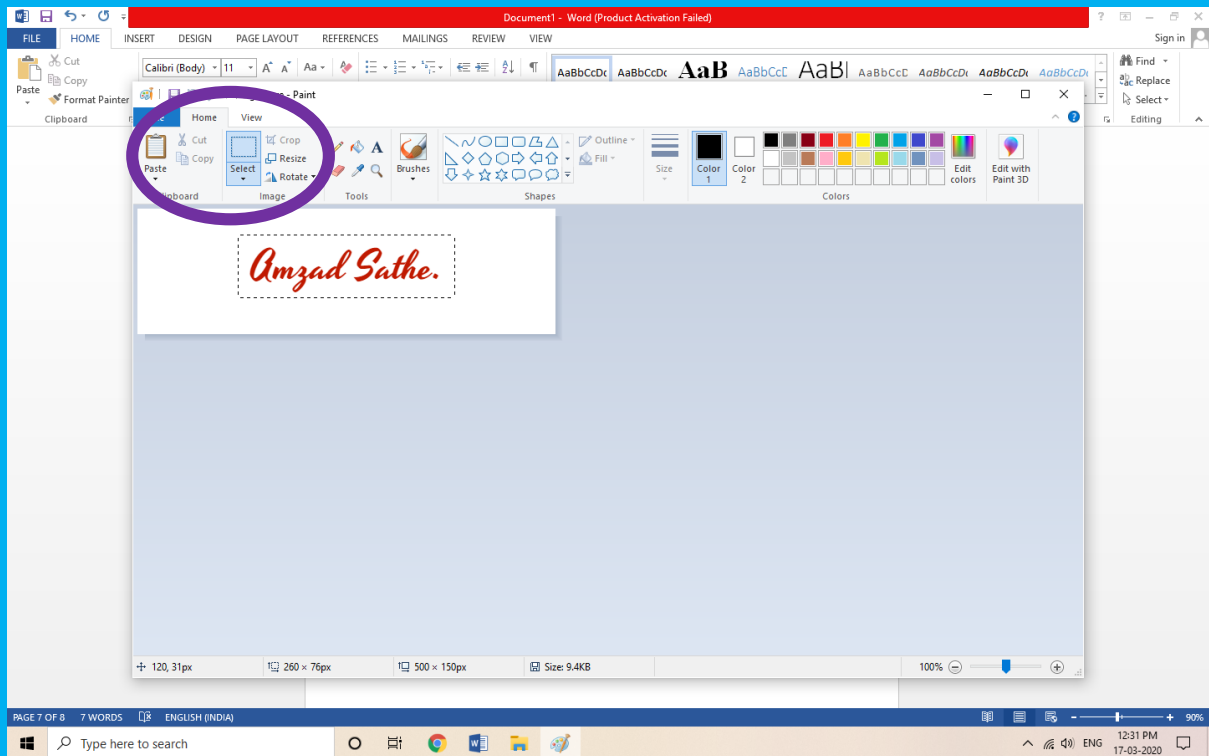 Document1 - Word (Product Activation Failed)
FILE HOME INSERT DESIGN PAGE LAYOUT REFERENCES MAILINGS REVIEW VIEW Sign in
Cut
Copy
Format Painter
Paste
Clipboard
Calibri (Body) 11 Aa
AaBbCcDc AaBbCcDc AaB AaBbCcE AaB AaBbCcD AaBbCcDc AaBbCcDc AaBbCcDc
Find
Replace
Select
Editing
- Paint
Home View
Paste
Cut
Copy
Select
Crop
Resize
Rotate
Image
Tools
Brushes
Outline
Fill
Shapes
Size
Color 1
Color 2
Edit colors
Edit with Paint 3D
Colors
Amzad Sathe.
120, 31px 260 × 76px 500 × 150px Size: 9.4KB 100%
PAGE 7 OF 8 7 WORDS ENGLISH (INDIA) 90%
Type here to search ENG 12:31 PM
17-03-2020